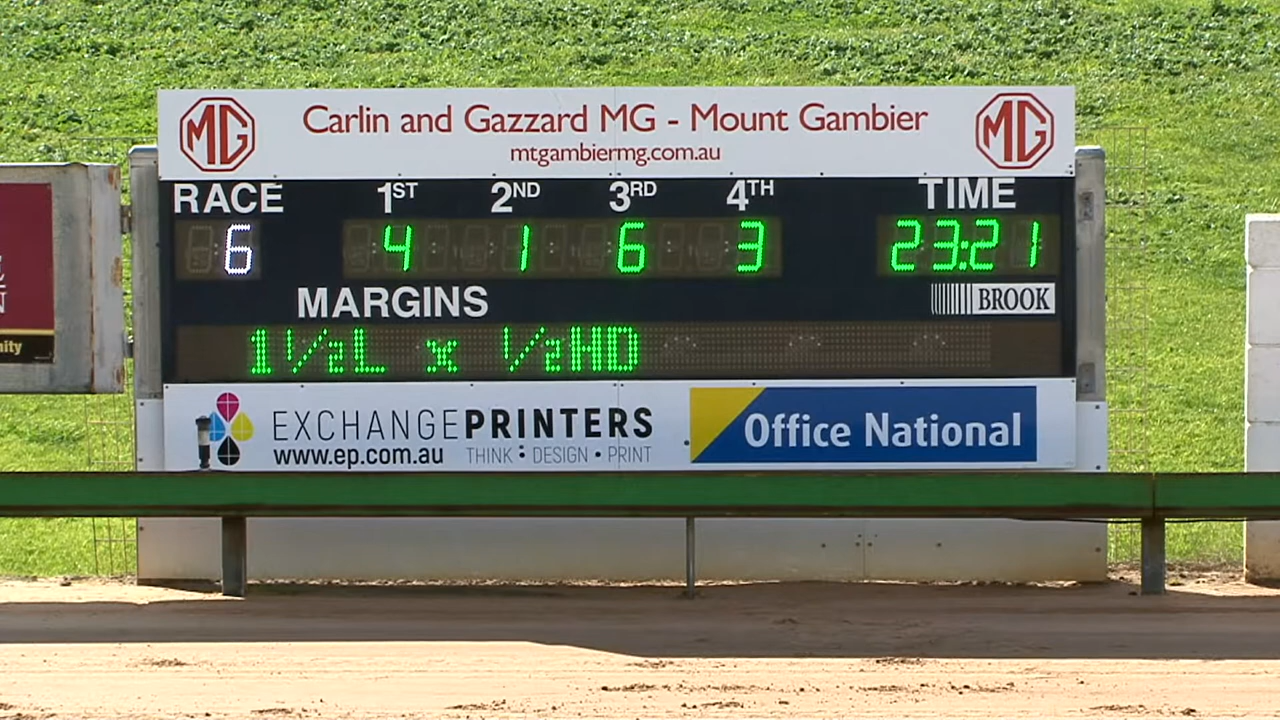 MG Carlin and Gazzard MG - Mount Gambier MG
mtgambiermg.com.au
RACE 1ST 2ND 3RD 4TH TIME
6 4 1 6 3 23:21
MARGINS BROOK
1½L x ½HD
nity
EXCHANGEPRINTERS
www.ep.com.au THINK : DESIGN • PRINT
Office National